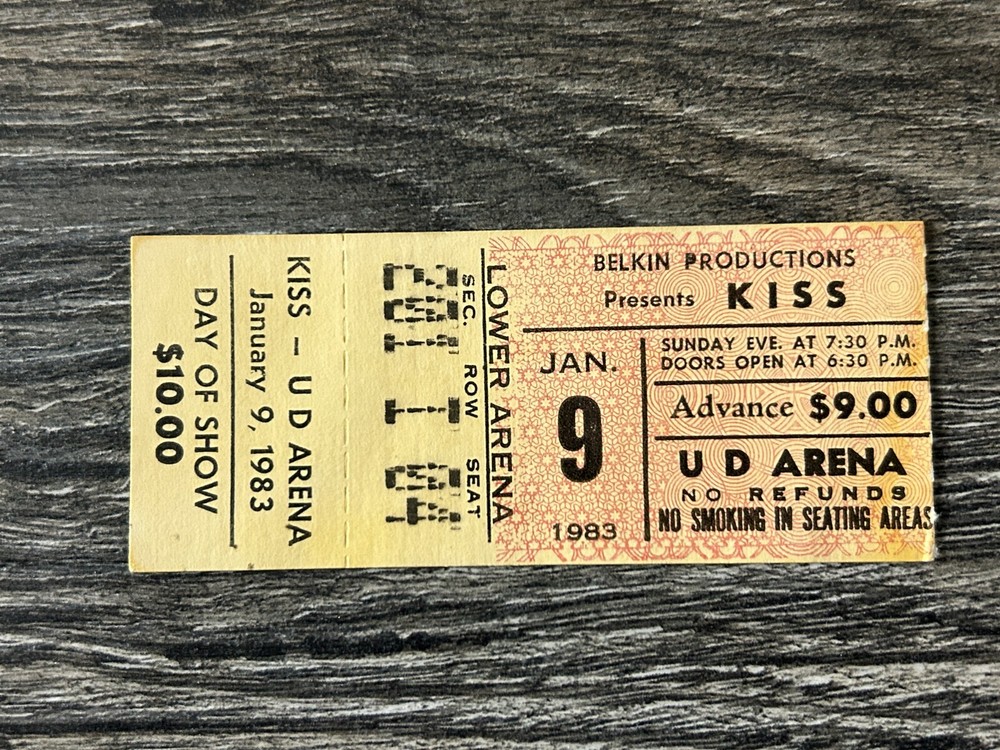 KISS – U D ARENA
January 9, 1983
DAY OF SHOW
$10.00
LOWER ARENA
SEC. ROW SEAT
BELKIN PRODUCTIONS
Presents KISS
JAN.
9
1983
SUNDAY EVE. AT 7:30 P.M.
DOORS OPEN AT 6:30 P.M.
Advance $9.00
U D ARENA
NO REFUNDS
NO SMOKING IN SEATING AREAS